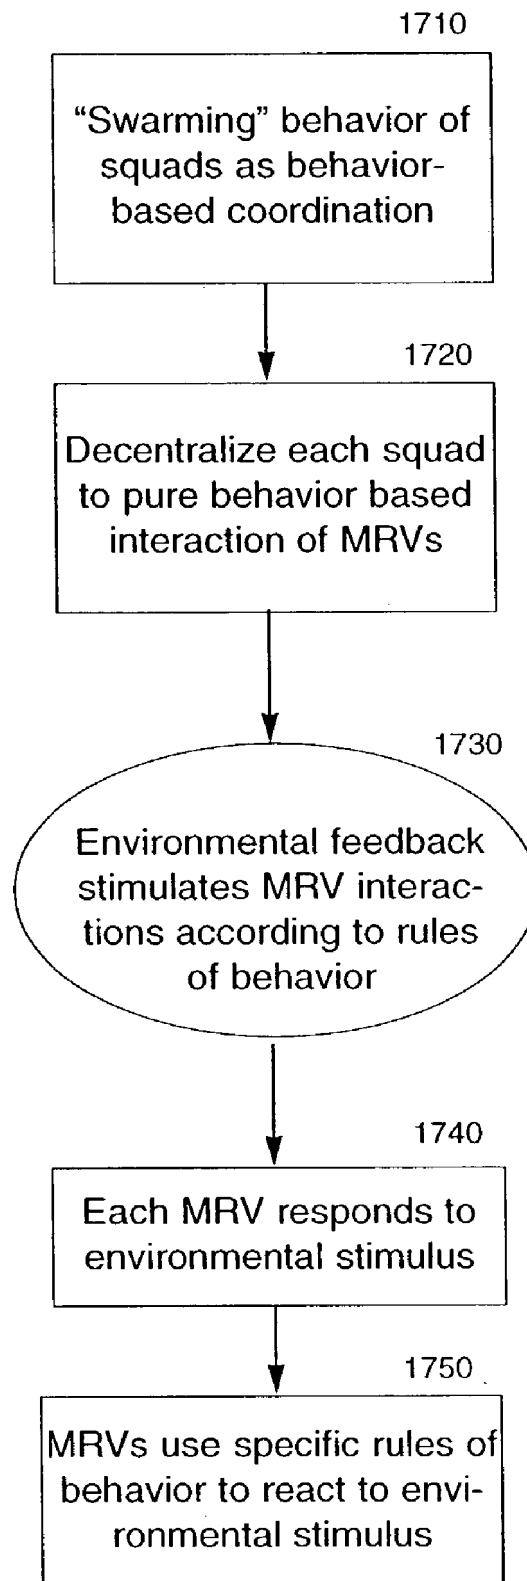 1710
“Swarming” behavior of
squads as behavior-
based coordination
1720
Decentralize each squad
to pure behavior based
interaction of MRVs
1730
Environmental feedback
stimulates MRV interac-
tions according to rules
of behavior
1740
Each MRV responds to
environmental stimulus
1750
MRVs use specific rules of
behavior to react to envi-
ronmental stimulus